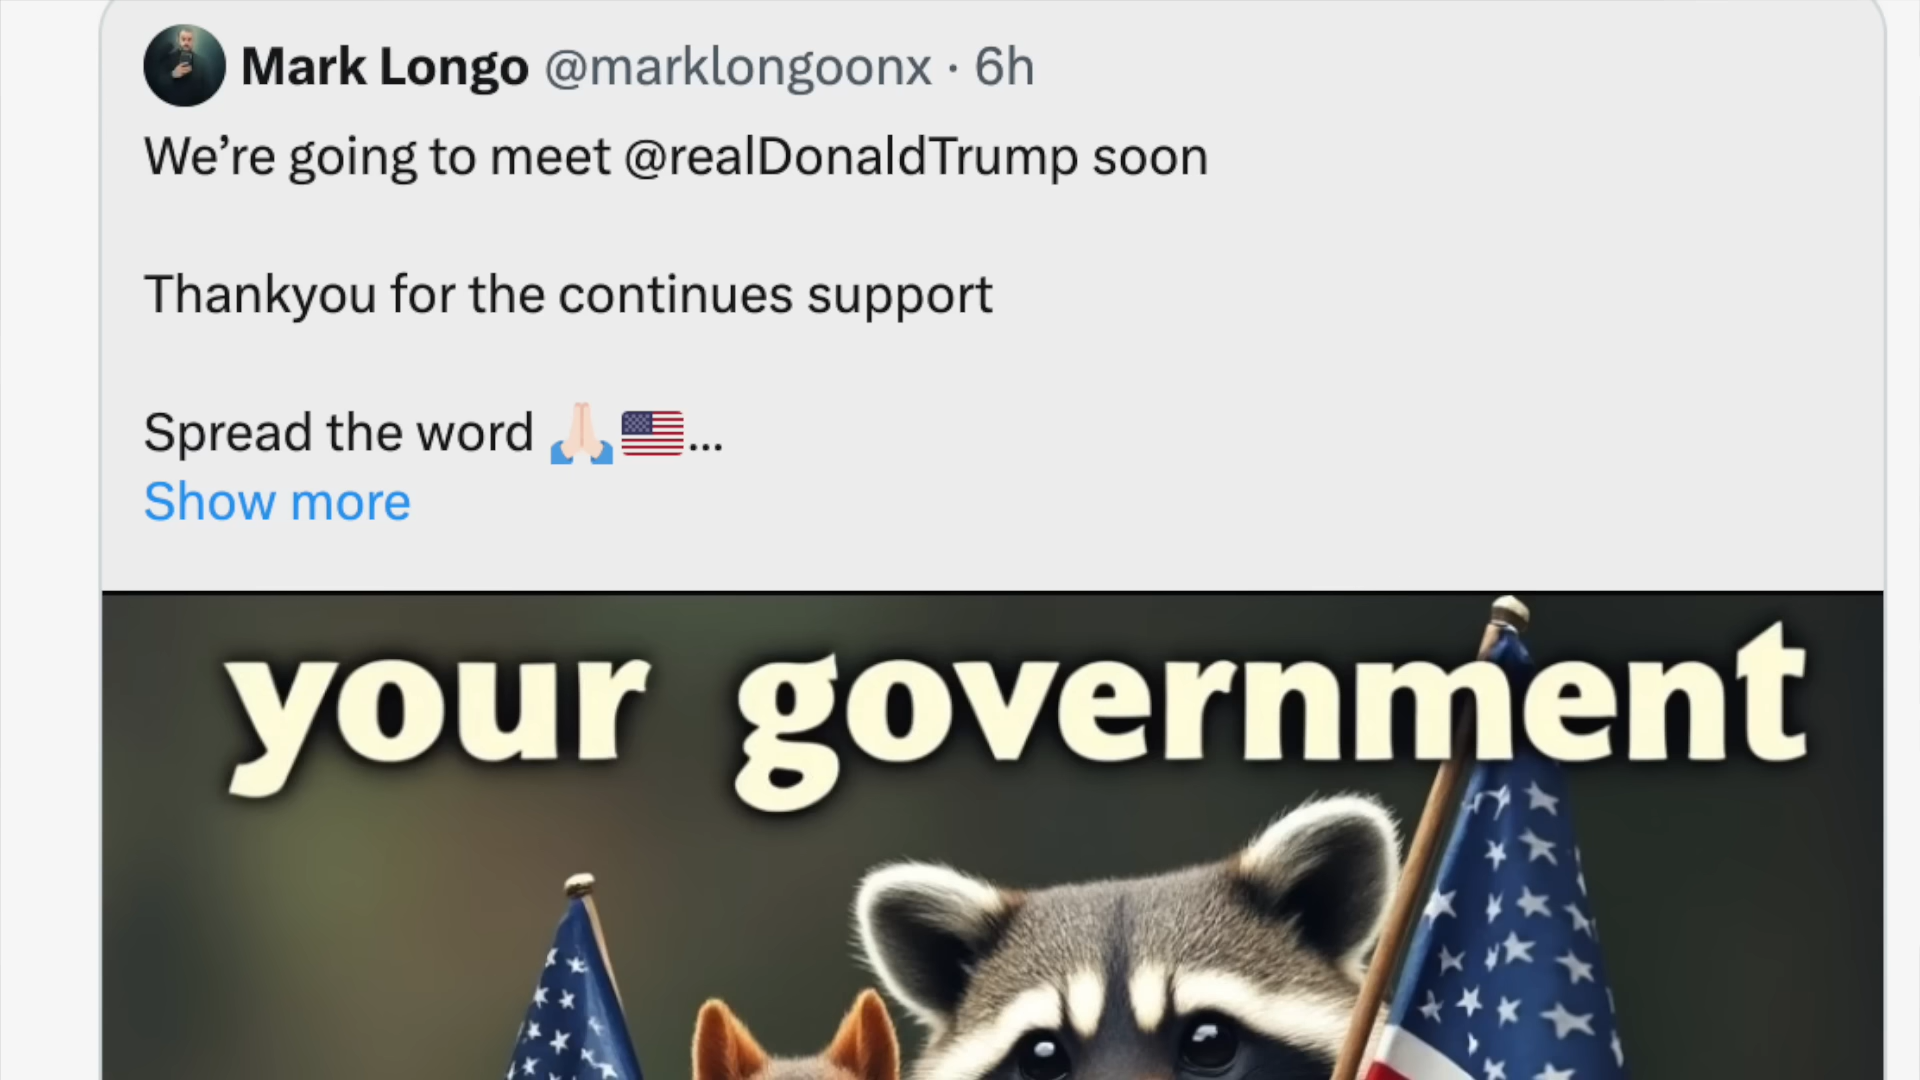 Mark Longo @marklongoonx · 6h
We’re going to meet @realDonaldTrump soon
Thankyou for the continues support
Spread the word 🙏🏻🇺🇸...
Show more
your government